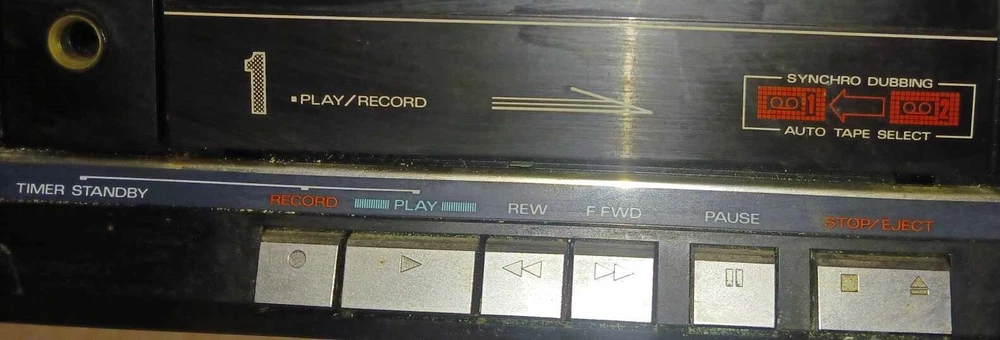 1
PLAY/RECORD
SYNCHRO DUBBING
1 2
AUTO TAPE SELECT
TIMER STANDBY
RECORD PLAY REW F FWD PAUSE STOP/EJECT